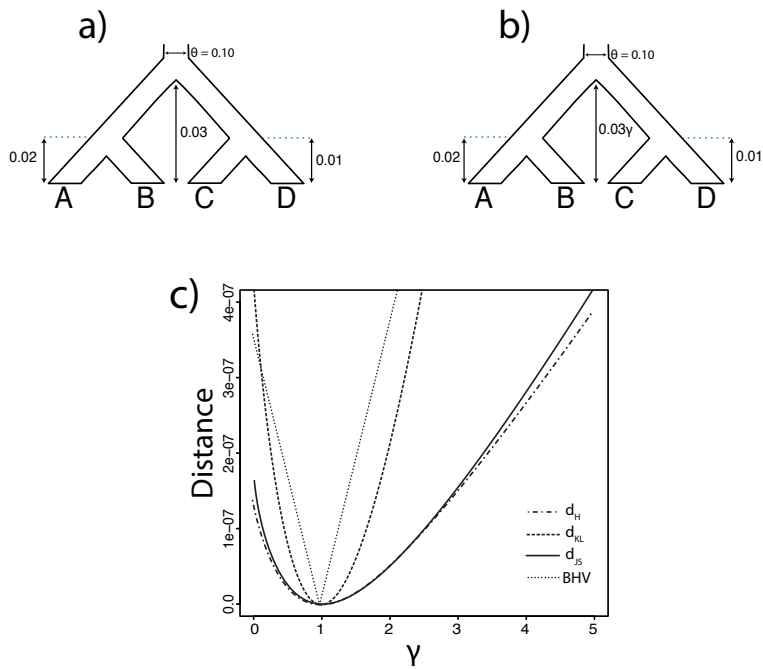 a)
θ = 0.10
0.02
0.03
0.01
A B C D
b)
θ = 0.10
0.02
0.03γ
0.01
A B C D
c)
Distance
4e−07
3e−07
2e−07
1e−07
0.0
0 1 2 3 4 5
γ
d_H
d_KL
d_JS
BHV